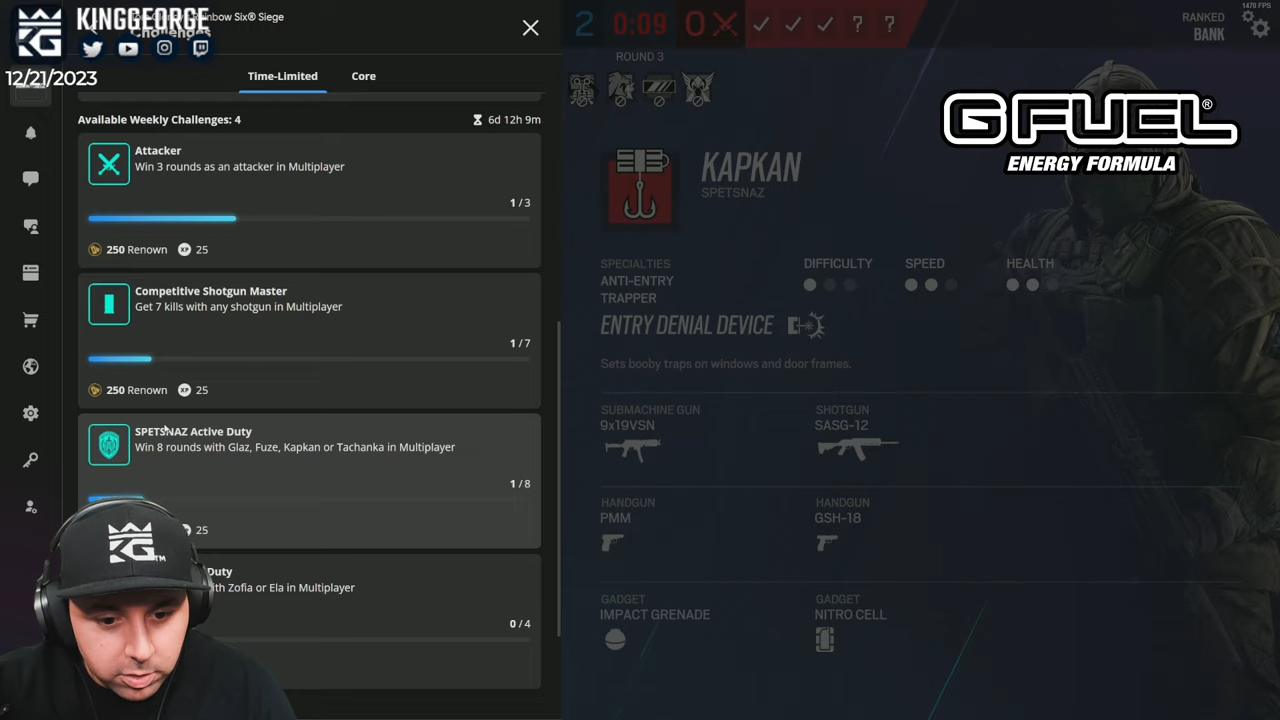 KINGGEORGE
Rainbow Six® Siege
Challenges
12/21/2023
Time-Limited
Core
Available Weekly Challenges: 4
6d 12h 9m
Attacker
Win 3 rounds as an attacker in Multiplayer
1 / 3
250 Renown XP 25
Competitive Shotgun Master
Get 7 kills with any shotgun in Multiplayer
1 / 7
250 Renown XP 25
SPETSNAZ Active Duty
Win 8 rounds with Glaz, Fuze, Kapkan or Tachanka in Multiplayer
1 / 8
25
Duty
with Zofia or Ela in Multiplayer
0 / 4
KG
TM
2 0:09 0 ? ?
ROUND 3
1470 FPS
RANKED
BANK
G FUEL®
ENERGY FORMULA
KAPKAN
SPETSNAZ
SPECIALTIES
ANTI-ENTRY
TRAPPER
DIFFICULTY
SPEED
HEALTH
ENTRY DENIAL DEVICE
Sets booby traps on windows and door frames.
SUBMACHINE GUN
9x19VSN
SHOTGUN
SASG-12
HANDGUN
PMM
HANDGUN
GSH-18
GADGET
IMPACT GRENADE
GADGET
NITRO CELL